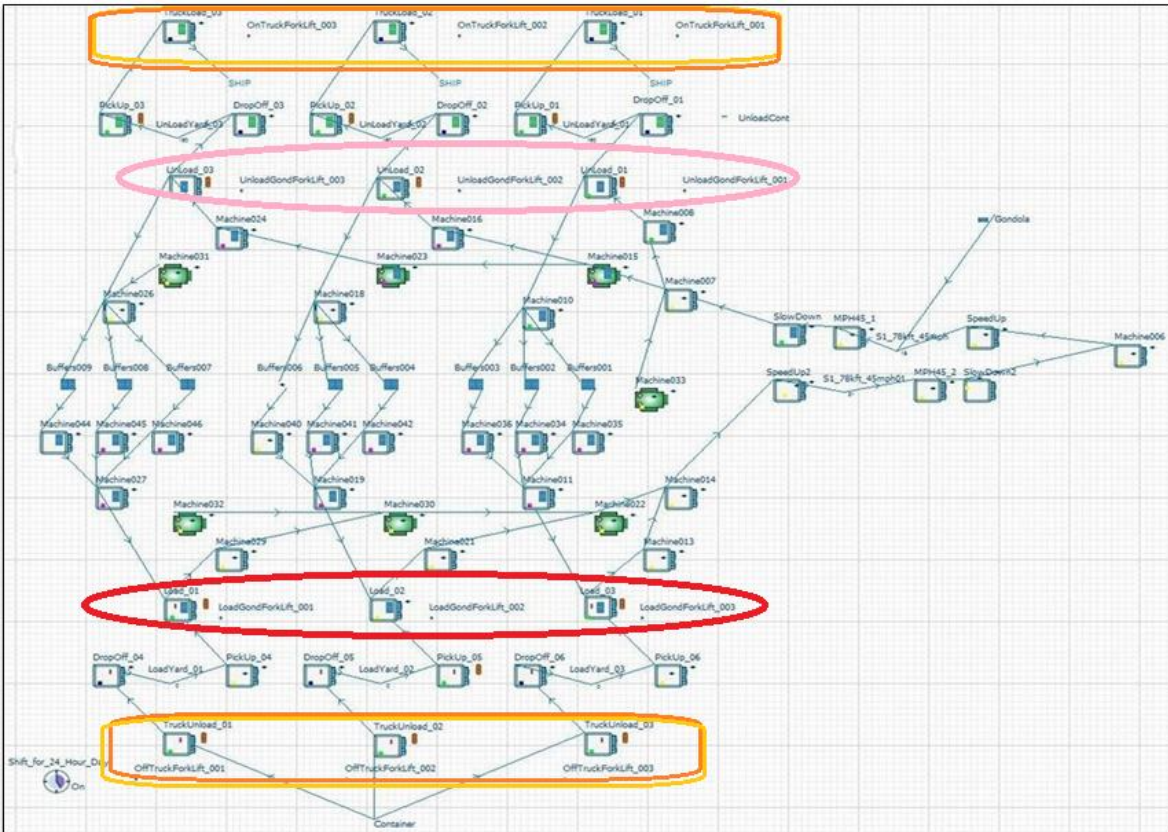 TruckLoad_03 OnTruckForkLift_003 TruckLoad_02 OnTruckForkLift_002 TruckLoad_01 OnTruckForkLift_001
SHIP SHIP SHIP
PickUp_03 DropOff_03 PickUp_02 DropOff_02 PickUp_01 DropOff_01
UnLoadYard_03 UnLoadYard_02 UnLoadYard_01 UnloadCont
UnLoad_03 UnloadGondForkLift_003 UnLoad_02 UnloadGondForkLift_002 UnLoad_01 UnloadGondForkLift_001
Machine024 Machine016 Machine008 Gondola
Machine031 Machine023 Machine015
Machine026 Machine018 Machine010 Machine007
SlowDown MPH45_1 S1_78kft_45mph SpeedUp Machine006
Buffers009 Buffers008 Buffers007 Buffers006 Buffers005 Buffers004 Buffers003 Buffers002 Buffers001
Machine033 SpeedUp2 S1_78kft_45mph01 MPH45_2 SlowDown2
Machine044 Machine045 Machine046 Machine040 Machine041 Machine042 Machine036 Machine034 Machine035
Machine027 Machine019 Machine011 Machine014
Machine032 Machine030 Machine022
Machine029 Machine021 Machine013
Load_01 LoadGondForkLift_001 Load_02 LoadGondForkLift_002 Load_03 LoadGondForkLift_003
DropOff_04 LoadYard_01 PickUp_04 DropOff_05 LoadYard_02 PickUp_05 DropOff_06 LoadYard_03 PickUp_06
TruckUnload_01 TruckUnload_02 TruckUnload_03
Shift_for_24_Hour_Day OffTruckForkLift_001 OffTruckForkLift_002 OffTruckForkLift_003
On
Container